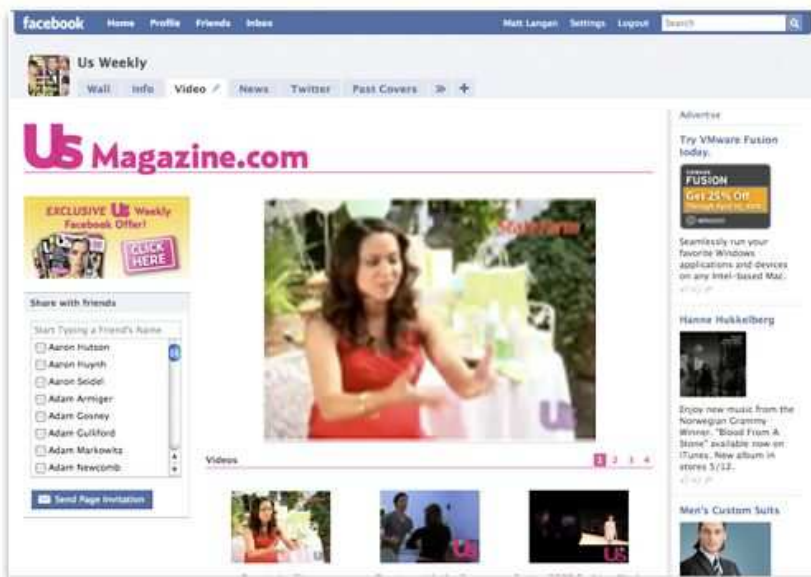 facebook Home Profile Friends Inbox Matt Langan Settings Logout Search
Us Weekly
Wall Info Video News Twitter Past Covers » +
Us Magazine.com
EXCLUSIVE Us Weekly
Facebook Offer!
CLICK
HERE
Share with friends
Start Typing a Friend's Name
Aaron Hutson
Aaron Huynh
Aaron Seidel
Adam Armiger
Adam Gosney
Adam Gulkford
Adam Markowitz
Adam Newcomb
Send Page Invitation
StateFarm
Us
Videos 1 2 3 4
Us
Us
Us
Advertise
Try VMware Fusion
today.
FUSION
Get 25% Off
Seamlessly run your
favorite Windows
applications and devices
on any Intel-based Mac.
Hanne Hukkelberg
Enjoy new music from the
Norwegian Grammy
Winner. "Blood From A
Stone" available now on
iTunes. New album in
stores 5/12.
Men's Custom Suits